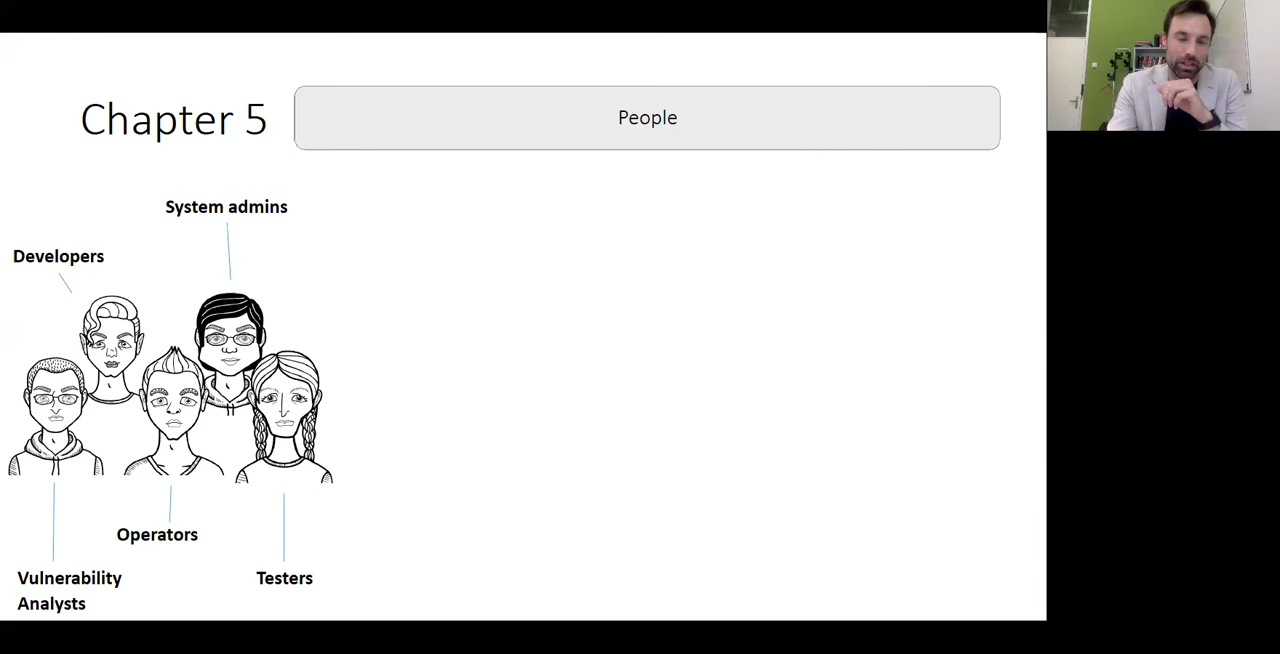 Chapter 5
People
System admins
Developers
Operators
Vulnerability
Analysts
Testers